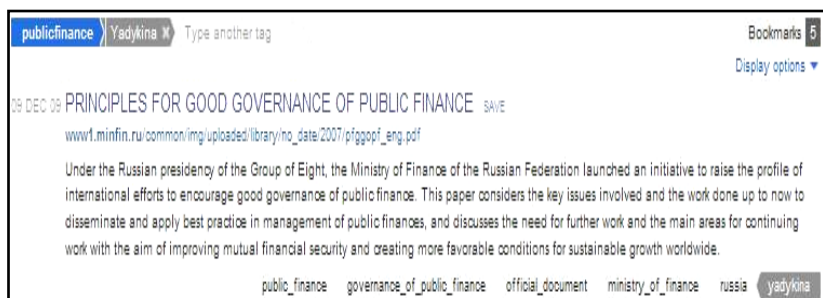 publicfinance Yadykina x Type another tag Bookmarks 5
Display options ▼
09 DEC 09 PRINCIPLES FOR GOOD GOVERNANCE OF PUBLIC FINANCE SAVE
www1.minfin.ru/common/img/uploaded/library/no_date/2007/pfggopf_eng.pdf
Under the Russian presidency of the Group of Eight, the Ministry of Finance of the Russian Federation launched an initiative to raise the profile of
international efforts to encourage good governance of public finance. This paper considers the key issues involved and the work done up to now to
disseminate and apply best practice in management of public finances, and discusses the need for further work and the main areas for continuing
work with the aim of improving mutual financial security and creating more favorable conditions for sustainable growth worldwide.
public_finance governance_of_public_finance official_document ministry_of_finance russia yadykina